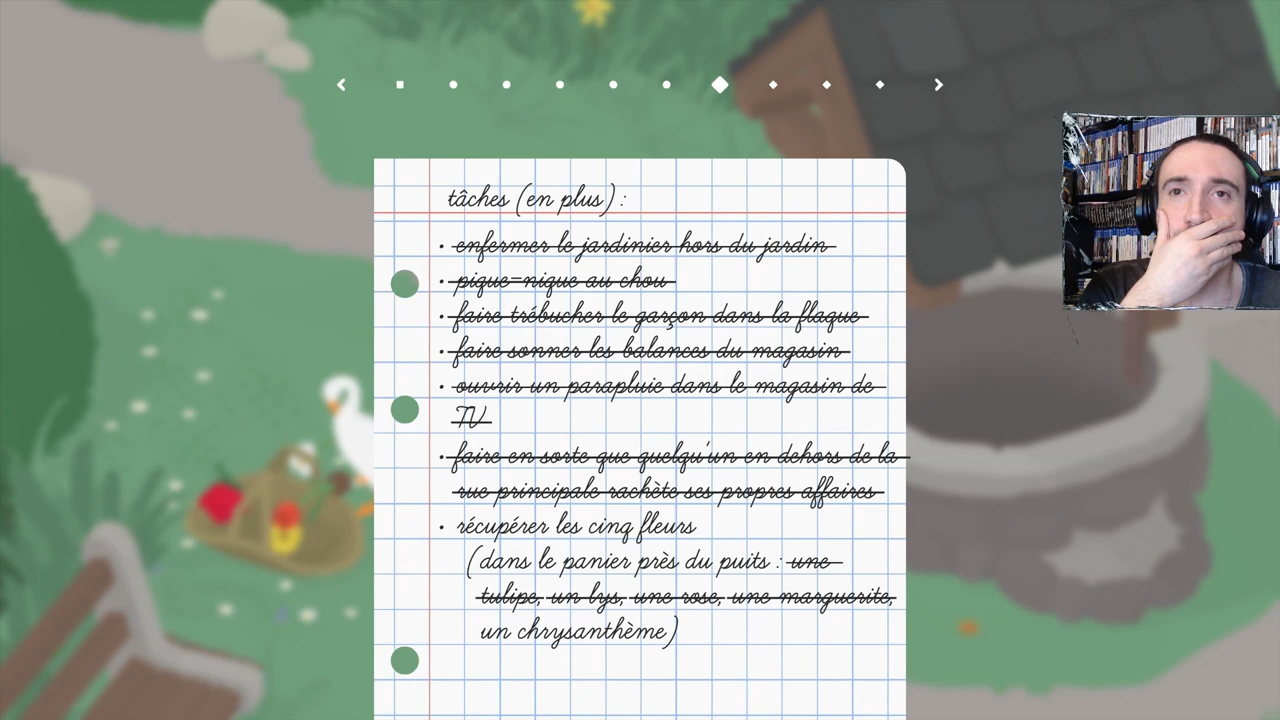 tâches (en plus) :
• enfermer le jardinier hors du jardin
• pique-nique au chou
• faire trébucher le garçon dans la flaque
• faire sonner les balances du magasin
• ouvrir un parapluie dans le magasin de
TV
• faire en sorte que quelqu'un en dehors de la
rue principale rachète ses propres affaires
• récupérer les cinq fleurs
(dans le panier près du puits : une
tulipe, un lys, une rose, une marguerite,
un chrysanthème)